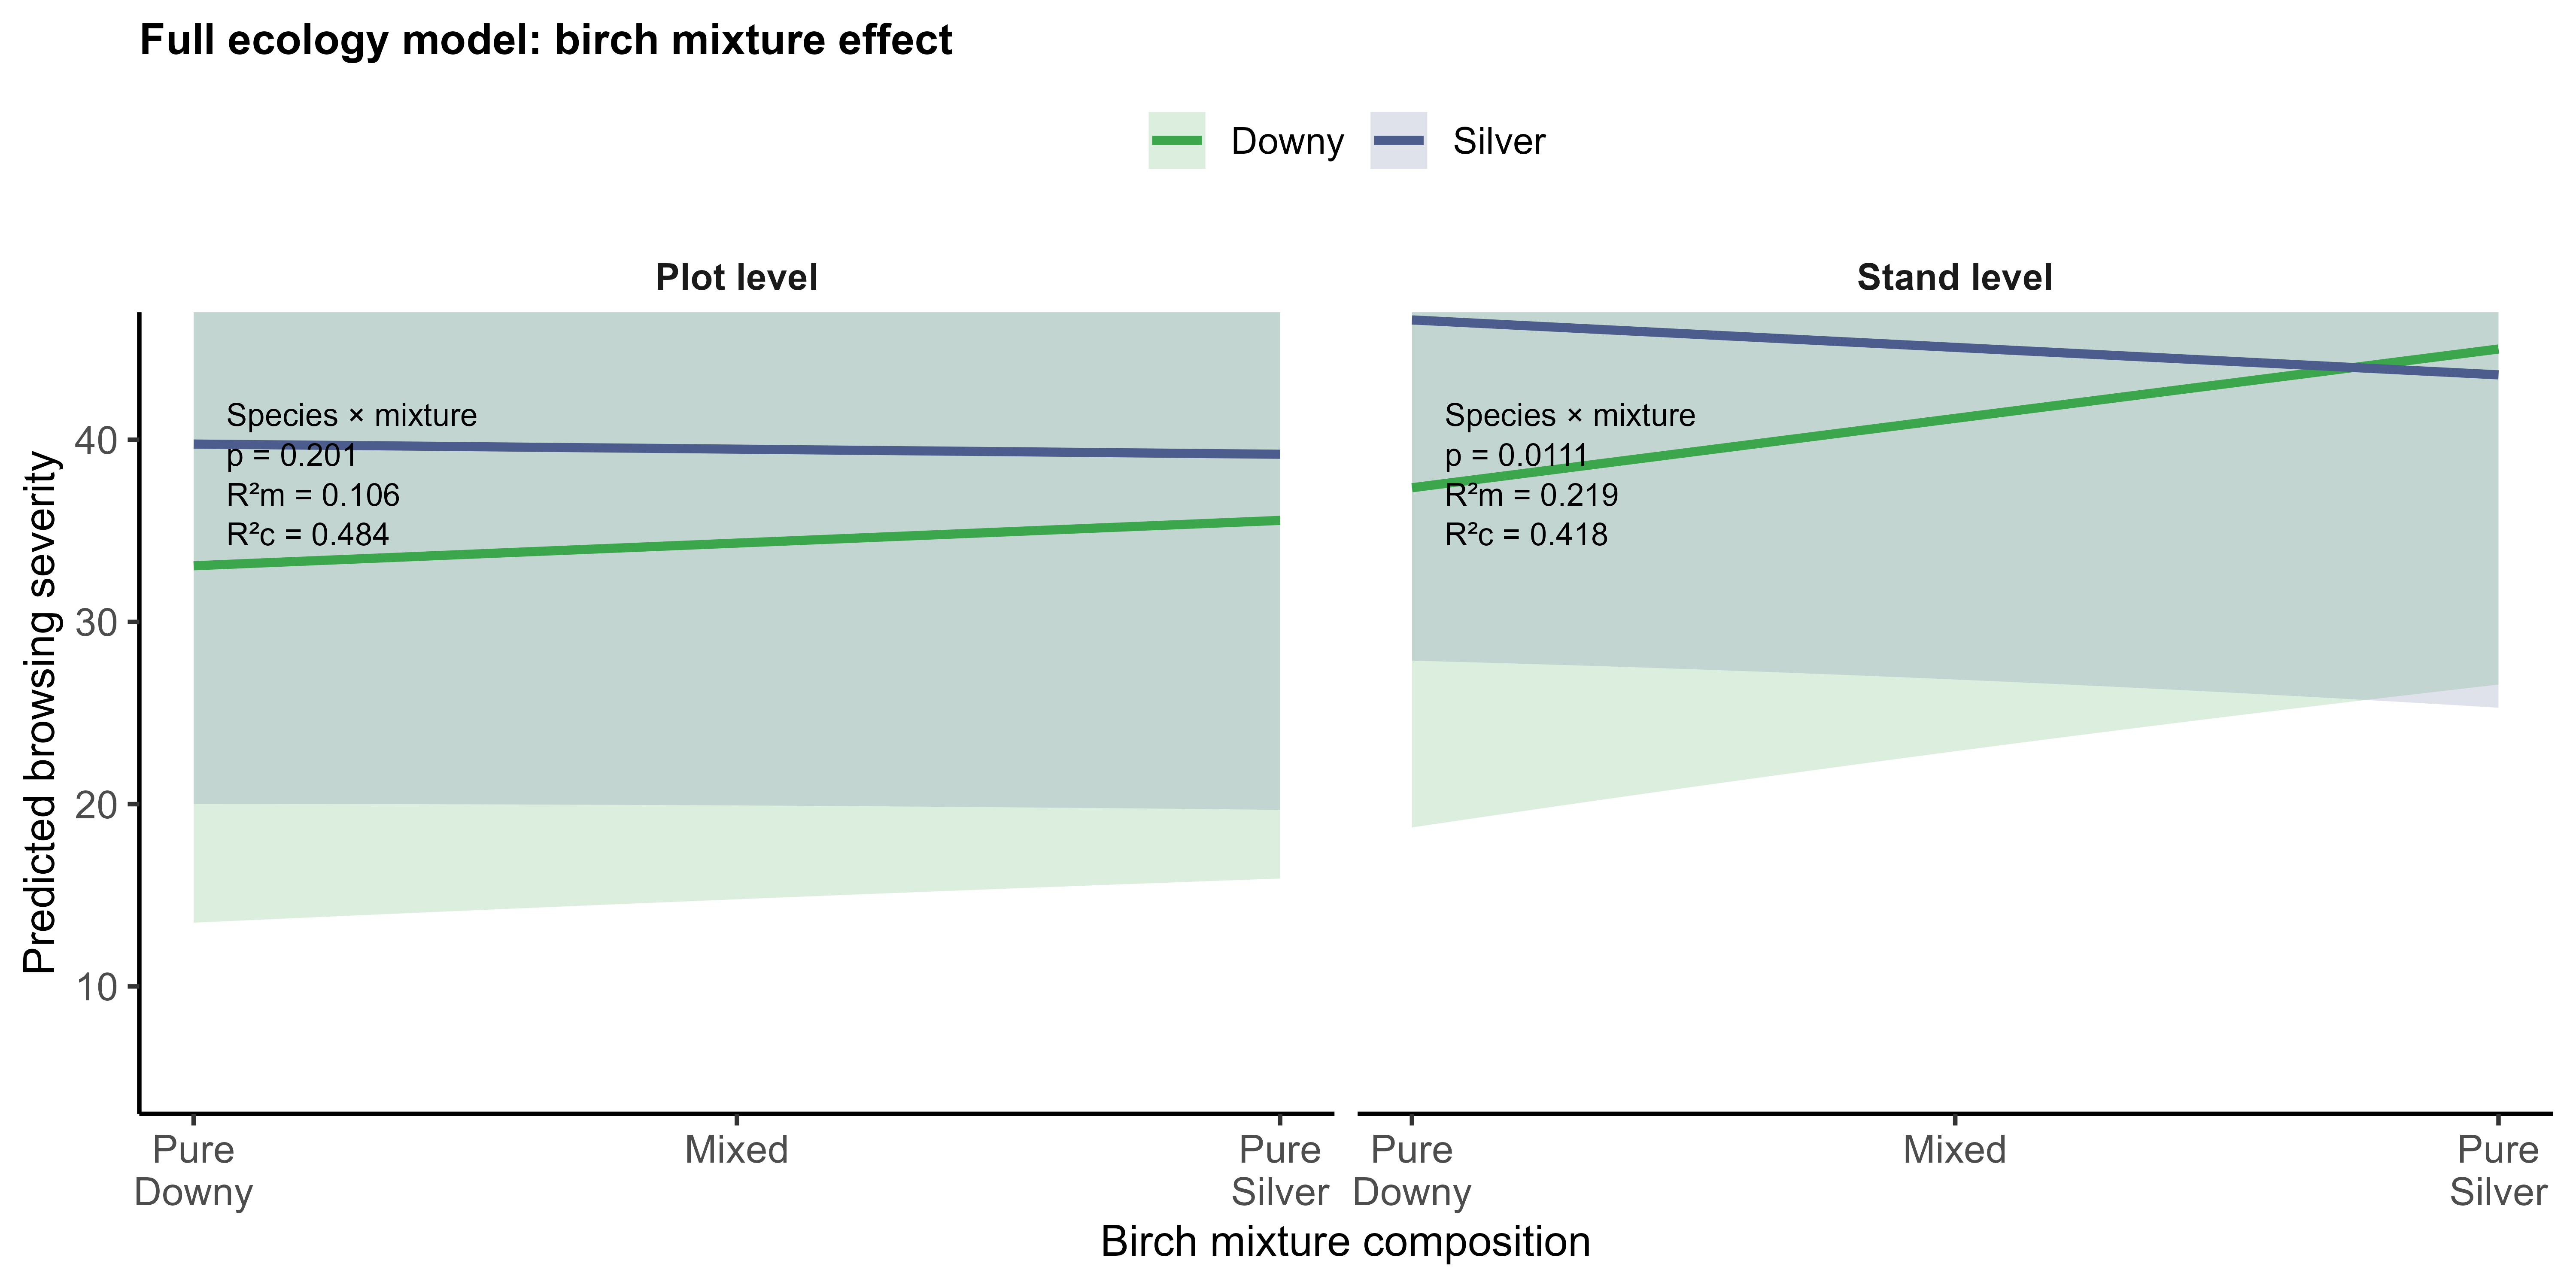 Full ecology model: birch mixture effect
Downy
Silver
Plot level
Stand level
Predicted browsing severity
40
30
20
10
Species × mixture
p = 0.201
R²m = 0.106
R²c = 0.484
Species × mixture
p = 0.0111
R²m = 0.219
R²c = 0.418
Pure
Downy
Mixed
Pure
Silver
Pure
Downy
Mixed
Pure
Silver
Birch mixture composition